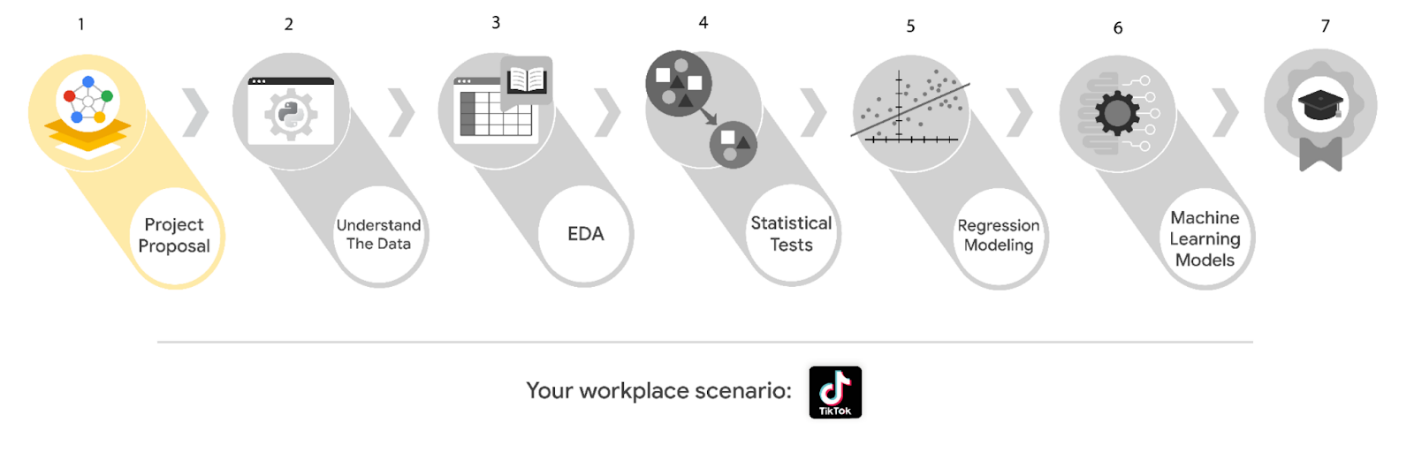 1
2
3
4
5
6
7
Project
Proposal
Understand
The Data
EDA
Statistical
Tests
Regression
Modeling
Machine
Learning
Models
Your workplace scenario:
TikTok